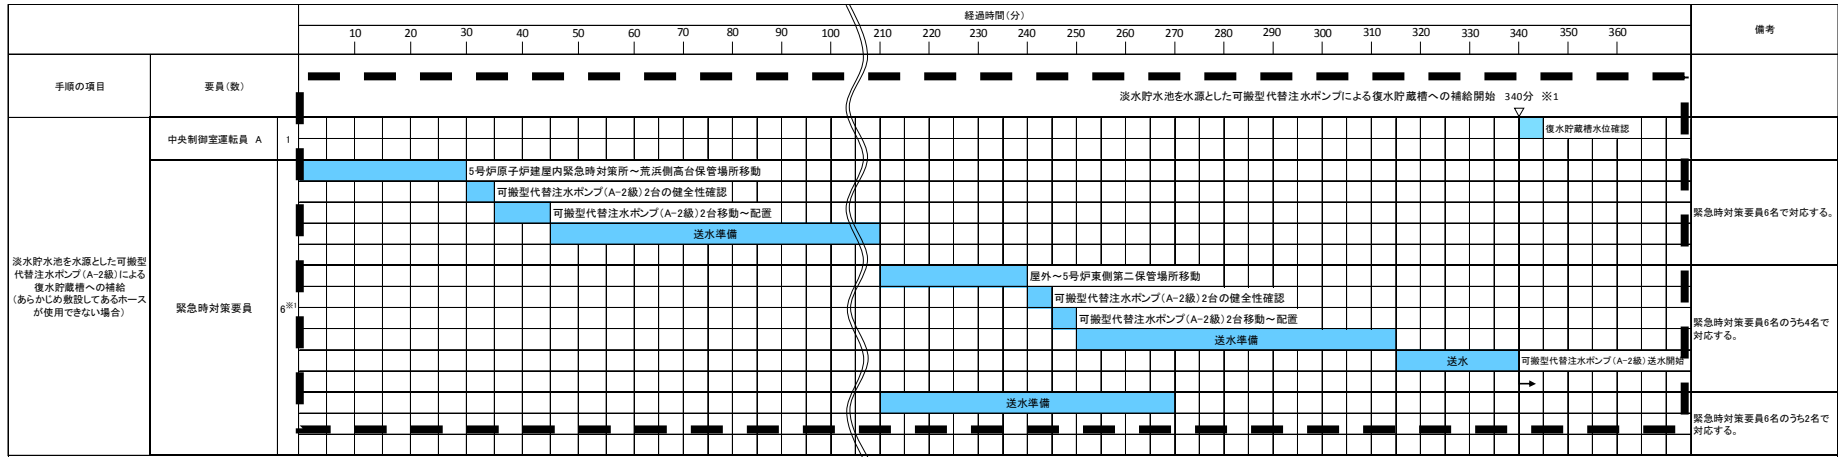 経過時間(分)
備考
10 20 30 40 50 60 70 80 90 100 210 220 230 240 250 260 270 280 290 300 310 320 330 340 350 360
手順の項目
要員(数)
淡水貯水池を水源とした可搬型代替注水ポンプによる復水貯蔵槽への補給開始 340分 ※1
▽
中央制御室運転員 A
1
復水貯蔵槽水位確認
5号炉原子炉建屋内緊急時対策所～荒浜側高台保管場所移動
可搬型代替注水ポンプ(A-2級)2台の健全性確認
可搬型代替注水ポンプ(A-2級)2台移動～配置
送水準備
緊急時対策要員6名で対応する。
淡水貯水池を水源とした可搬型
代替注水ポンプ(A-2級)による
復水貯蔵槽への補給
(あらかじめ敷設してあるホース
が使用できない場合)
緊急時対策要員
6※1
屋外～5号炉東側第二保管場所移動
可搬型代替注水ポンプ(A-2級)2台の健全性確認
可搬型代替注水ポンプ(A-2級)2台移動～配置
送水準備
送水
可搬型代替注水ポンプ(A-2級)送水開始
緊急時対策要員6名のうち4名で
対応する。
送水準備
緊急時対策要員6名のうち2名で
対応する。